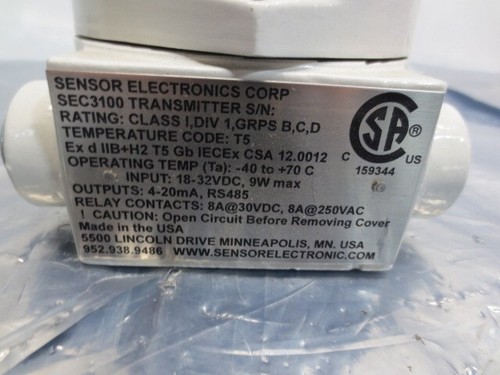 SENSOR ELECTRONICS CORP
SEC3100 TRANSMITTER S/N:
RATING: CLASS I,DIV 1,GRPS B,C,D
TEMPERATURE CODE: T5
Ex d IIB+H2 T5 Gb IECEx CSA 12.0012
OPERATING TEMP (Ta): -40 to +70 C
INPUT: 18-32VDC, 9W max
OUTPUTS: 4-20mA, RS485
RELAY CONTACTS: 8A@30VDC, 8A@250VAC
! CAUTION: Open Circuit Before Removing Cover
Made in the USA
5500 LINCOLN DRIVE MINNEAPOLIS, MN. USA
952.938.9486 WWW.SENSORELECTRONIC.COM
CSA ®
C US
159344